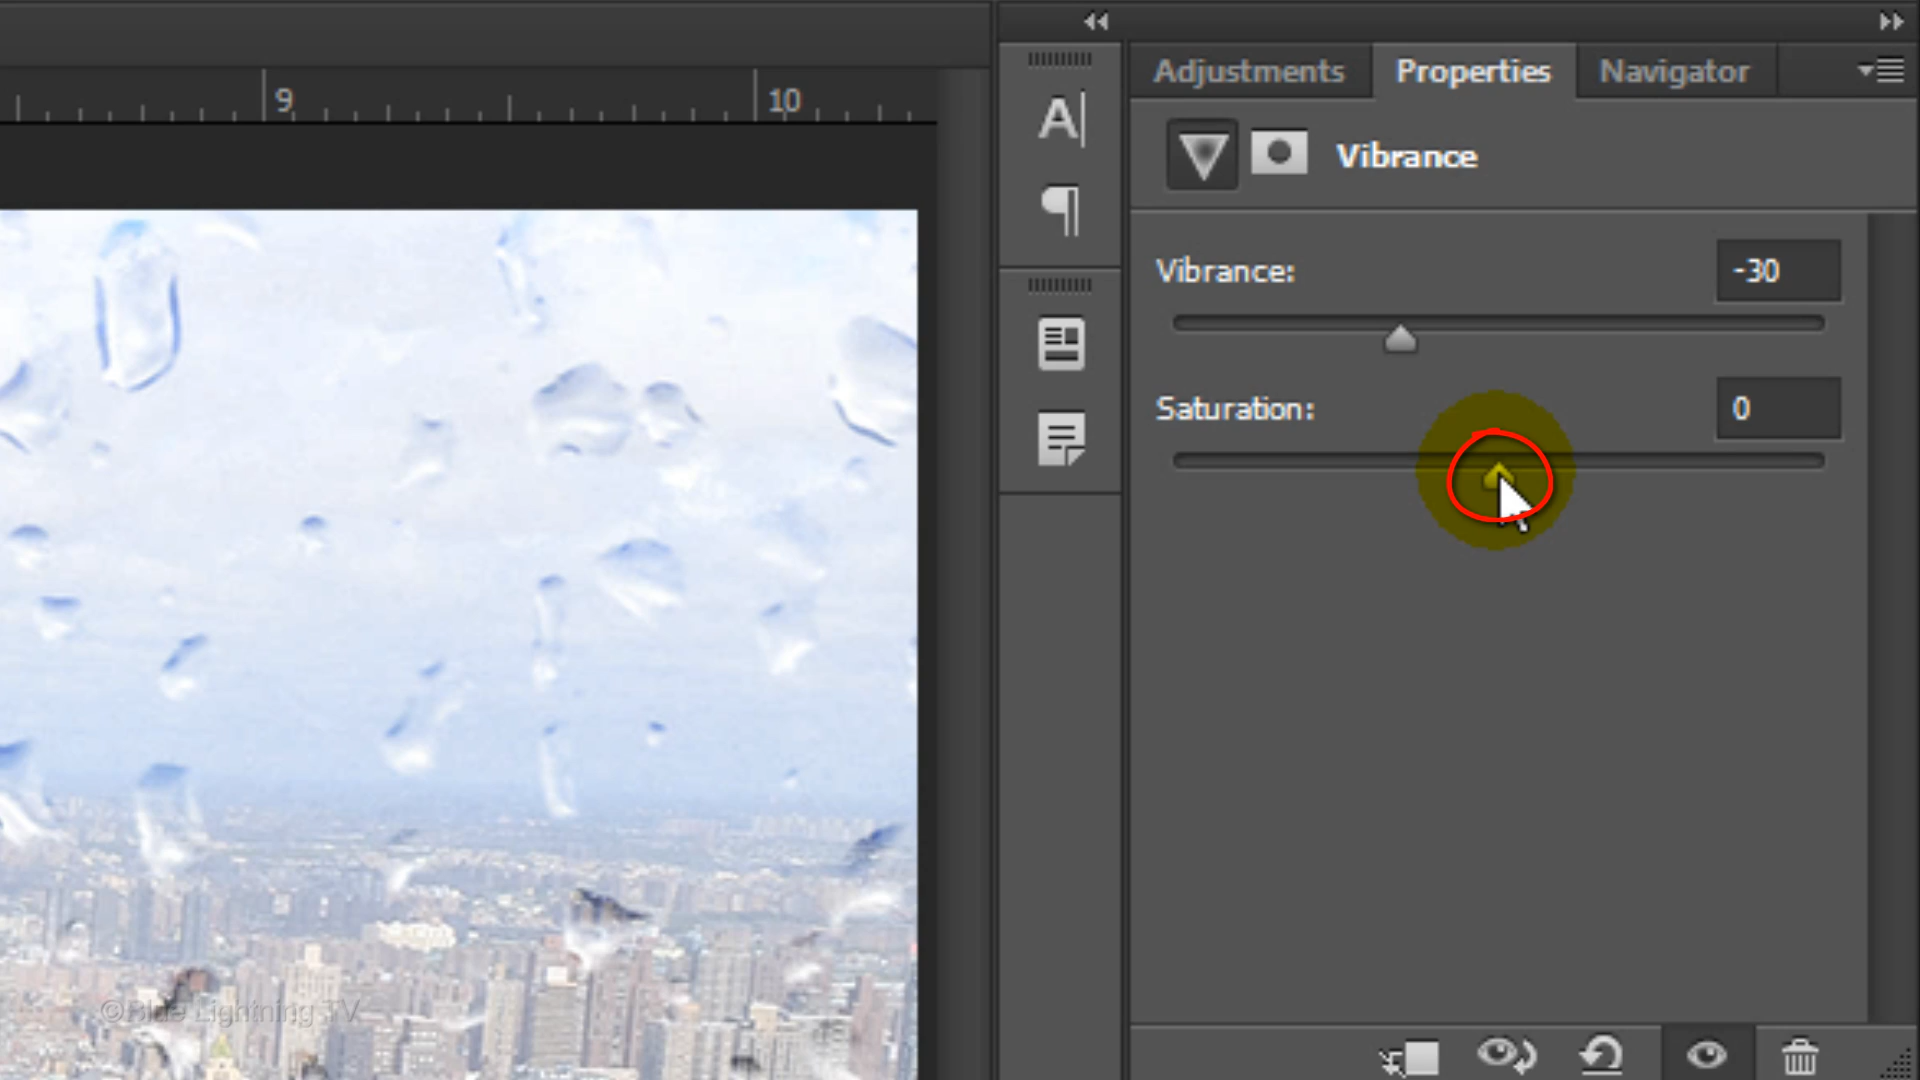 9
10
Adjustments
Properties
Navigator
A
¶
Vibrance
Vibrance:
-30
Saturation:
0
©Blue Lightning TV